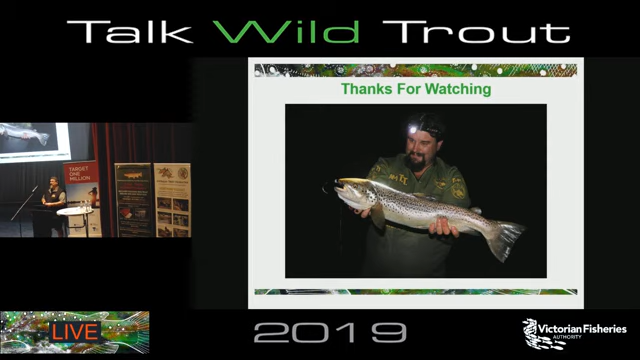 Talk Wild Trout
Thanks For Watching
TARGET
ONE
MILLION
LIVE
2019
Victorian Fisheries
AUTHORITY